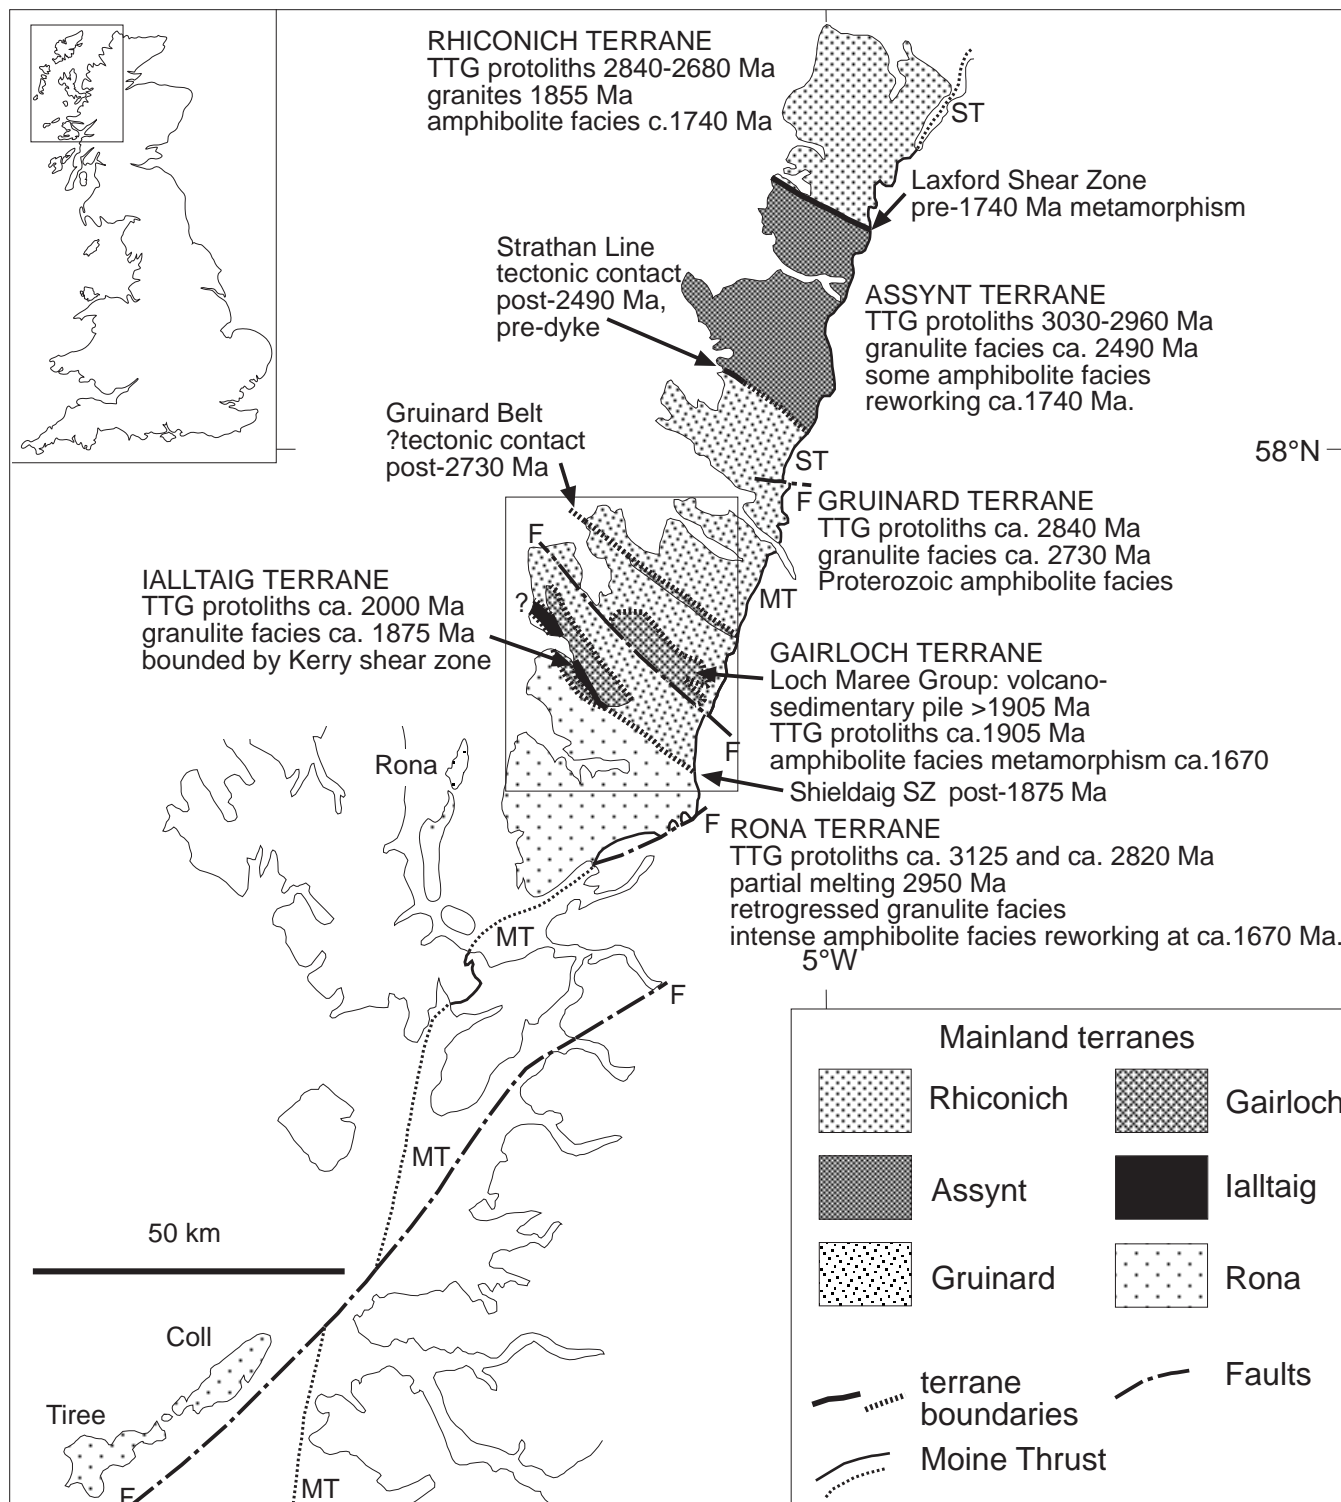 RHICONICH TERRANE
TTG protoliths 2840-2680 Ma
granites 1855 Ma
amphibolite facies c.1740 Ma
ST
Laxford Shear Zone
pre-1740 Ma metamorphism
Strathan Line
tectonic contact
post-2490 Ma,
pre-dyke
ASSYNT TERRANE
TTG protoliths 3030-2960 Ma
granulite facies ca. 2490 Ma
some amphibolite facies
reworking ca.1740 Ma.
Gruinard Belt
?tectonic contact
post-2730 Ma
58°N
ST
F
GRUINARD TERRANE
TTG protoliths ca. 2840 Ma
granulite facies ca. 2730 Ma
Proterozoic amphibolite facies
F
MT
IALLTAIG TERRANE
TTG protoliths ca. 2000 Ma
granulite facies ca. 1875 Ma
bounded by Kerry shear zone
?
GAIRLOCH TERRANE
Loch Maree Group: volcano-
sedimentary pile >1905 Ma
TTG protoliths ca.1905 Ma
amphibolite facies metamorphism ca.1670
F
Rona
Shieldaig SZ post-1875 Ma
F
RONA TERRANE
TTG protoliths ca. 3125 and ca. 2820 Ma
partial melting 2950 Ma
retrogressed granulite facies
intense amphibolite facies reworking at ca.1670 Ma.
MT
5°W
F
MT
50 km
Coll
Tiree
F
MT
Mainland terranes
Rhiconich
Gairloch
Assynt
Ialltaig
Gruinard
Rona
terrane
boundaries
Faults
Moine Thrust